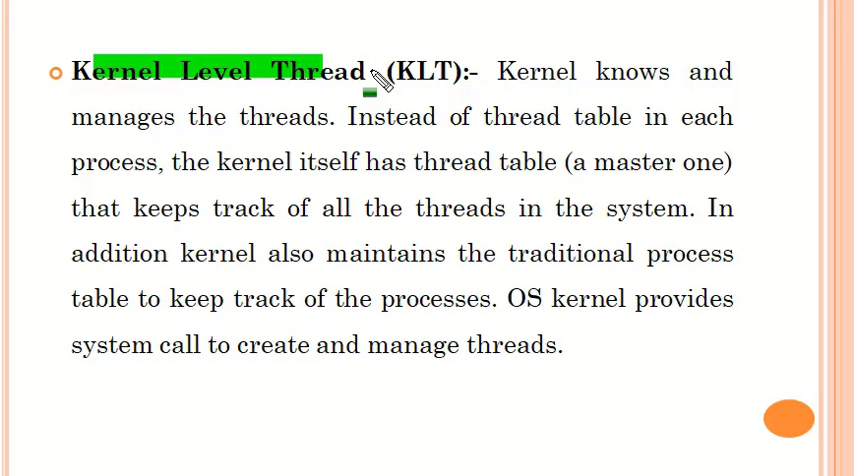 Kernel Level Thread (KLT):- Kernel knows and
manages the threads. Instead of thread table in each
process, the kernel itself has thread table (a master one)
that keeps track of all the threads in the system. In
addition kernel also maintains the traditional process
table to keep track of the processes. OS kernel provides
system call to create and manage threads.